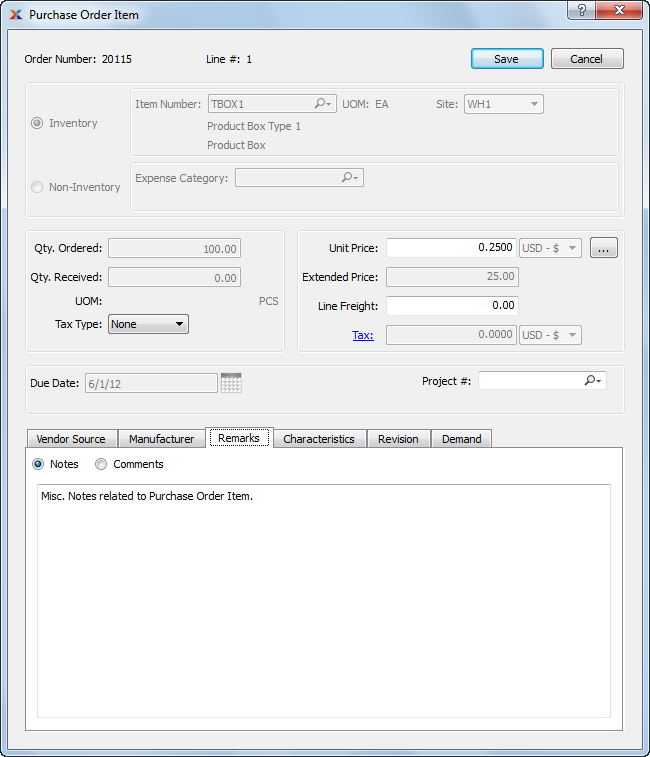 Purchase Order Item
Order Number: 20115 Line #: 1 Save Cancel
Inventory
Item Number: TBOX1 UOM: EA Site: WH1
Product Box Type 1
Product Box
Non-Inventory
Expense Category:
Qty. Ordered: 100.00
Qty. Received: 0.00
UOM: PCS
Tax Type: None
Unit Price: 0.2500 USD - $ ...
Extended Price: 25.00
Line Freight: 0.00
Tax: 0.0000 USD - $
Due Date: 6/1/12 Project #:
Vendor Source Manufacturer Remarks Characteristics Revision Demand
Notes Comments
Misc. Notes related to Purchase Order Item.